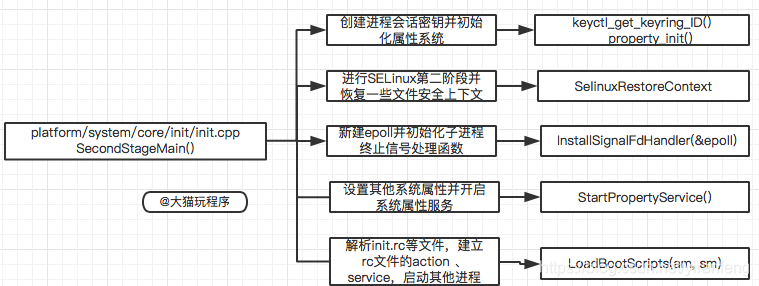 创建进程会话密钥并初始
化属性系统
keyctl_get_keyring_ID()
property_init()
进行SELinux第二阶段并
恢复一些文件安全上下文
SelinuxRestoreContext
platform/system/core/init/init.cpp
SecondStageMain()
新建epoll并初始化子进程
终止信号处理函数
InstallSignalFdHandler(&epoll)
@大猫玩程序
设置其他系统属性并开启
系统属性服务
StartPropertyService()
解析init.rc等文件，建立
rc文件的action 、
service，启动其他进程
LoadBootScripts(am, sm)